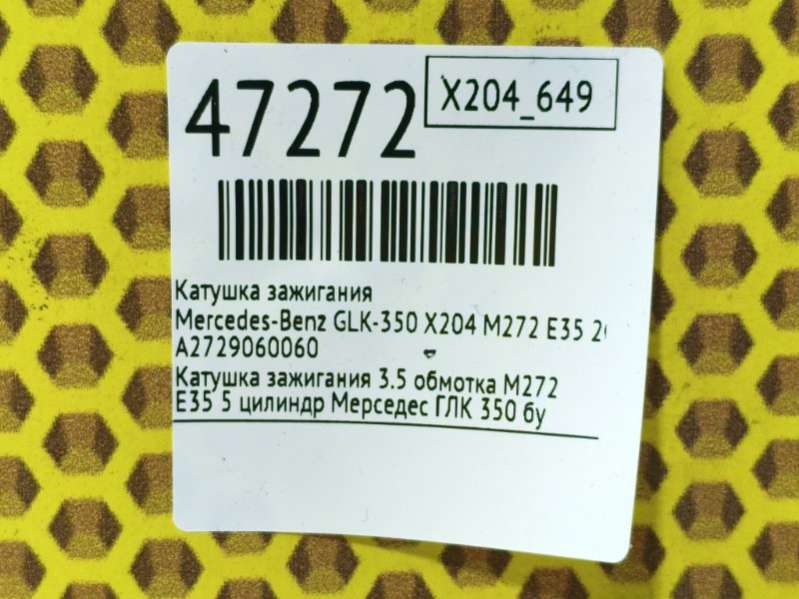 47272
X204_649
Катушка зажигания
Mercedes-Benz GLK-350 X204 M272 E35
A2729060060
Катушка зажигания 3.5 обмотка M272
E35 5 цилиндр Мерседес ГЛК 350 бу